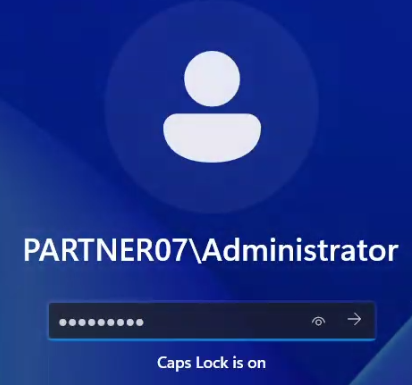 PARTNER07\Administrator
●●●●●●●●●
Caps Lock is on